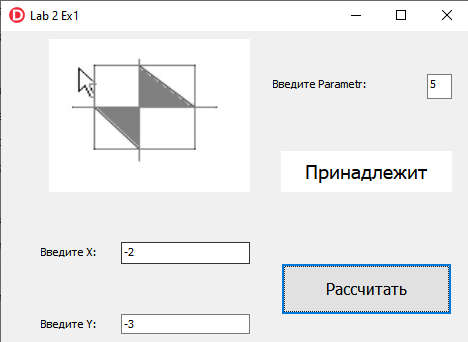 Lab 2 Ex1
Введите Parametr:
5
Принадлежит
Введите X:
-2
Рассчитать
Введите Y:
-3